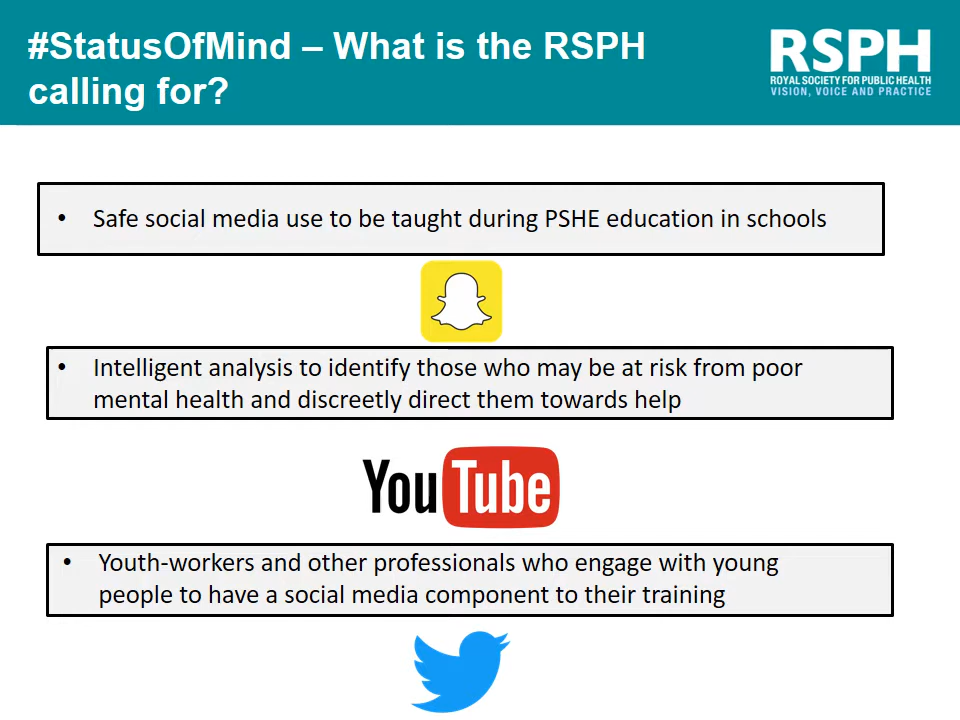 #StatusOfMind – What is the RSPH
calling for?
RSPH
ROYAL SOCIETY FOR PUBLIC HEALTH
VISION, VOICE AND PRACTICE
• Safe social media use to be taught during PSHE education in schools
• Intelligent analysis to identify those who may be at risk from poor
mental health and discreetly direct them towards help
YouTube
• Youth-workers and other professionals who engage with young
people to have a social media component to their training